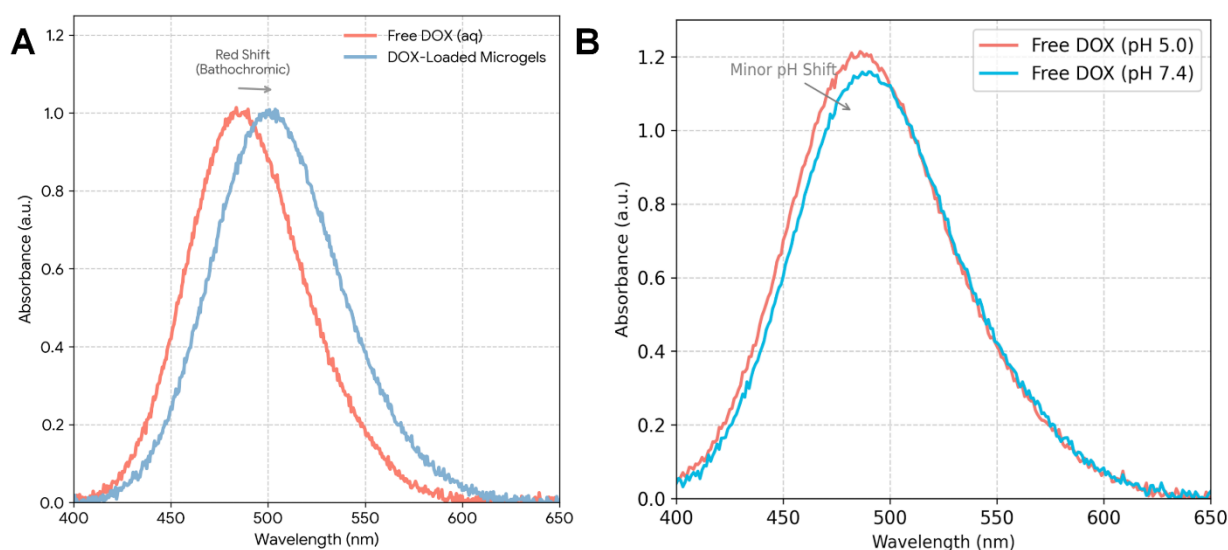 A
1.2
1.0
0.8
0.6
0.4
0.2
0.0
Absorbance (a.u.)
Red Shift
(Bathochromic)
Free DOX (aq)
DOX-Loaded Microgels
400
450
500
550
600
650
Wavelength (nm)
B
1.2
1.0
0.8
0.6
0.4
0.2
0.0
Absorbance (a.u.)
Minor pH Shift
Free DOX (pH 5.0)
Free DOX (pH 7.4)
400
450
500
550
600
650
Wavelength (nm)